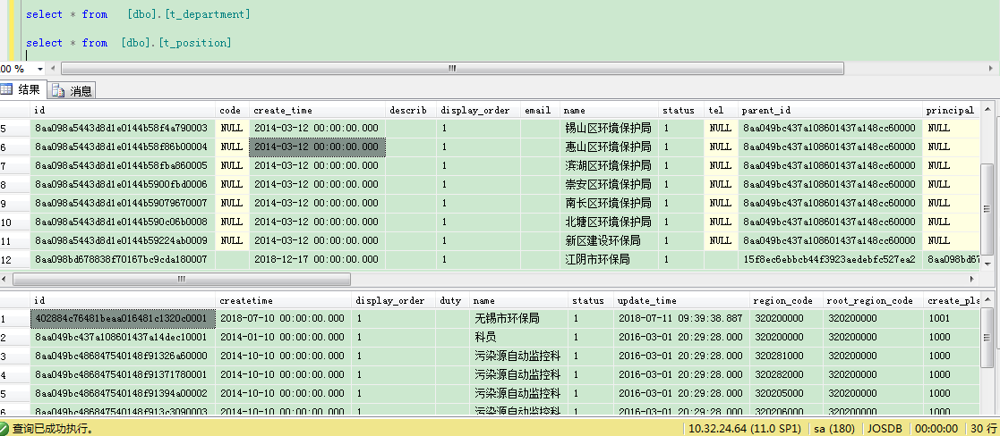 select * from [dbo].[t_department]
select * from [dbo].[t_position]
00 %
结果 消息
id code create_time describ display_order email name status tel parent_id principal
5 8aa098a5443d8d1e0144b58f4a790003 NULL 2014-03-12 00:00:00.000 1 锡山区环境保护局 1 NULL 8aa049bc437a108601437a148cc60000 NULL
6 8aa098a5443d8d1e0144b58f86b00004 NULL 2014-03-12 00:00:00.000 1 惠山区环境保护局 1 NULL 8aa049bc437a108601437a148cc60000 NULL
7 8aa098a5443d8d1e0144b58fba860005 NULL 2014-03-12 00:00:00.000 1 滨湖区环境保护局 1 NULL 8aa049bc437a108601437a148cc60000 NULL
8 8aa098a5443d8d1e0144b5900fbd0006 NULL 2014-03-12 00:00:00.000 1 崇安区环境保护局 1 NULL 8aa049bc437a108601437a148cc60000 NULL
9 8aa098a5443d8d1e0144b59079670007 NULL 2014-03-12 00:00:00.000 1 南长区环境保护局 1 NULL 8aa049bc437a108601437a148cc60000 NULL
10 8aa098a5443d8d1e0144b590c06b0008 NULL 2014-03-12 00:00:00.000 1 北塘区环境保护局 1 NULL 8aa049bc437a108601437a148cc60000 NULL
11 8aa098a5443d8d1e0144b59224ab0009 NULL 2014-03-12 00:00:00.000 1 新区建设环保局 1 NULL 8aa049bc437a108601437a148cc60000 NULL
12 8aa098bd678838f70167bc9cda180007 2018-12-17 00:00:00.000 1 江阴市环保局 1 15f8ec6ebbcb44f3923aedebfc527ea2 8aa098bd67
id createtime display_order duty name status update_time region_code root_region_code create_pla
1 402884c76481beaa016481c1320c0001 2018-07-10 00:00:00.000 1 无锡市环保局 1 2018-07-11 09:39:38.887 320200000 320200000 1001
2 8aa049bc437a108601437a14dec10001 2014-01-10 00:00:00.000 1 科员 1 2016-03-01 20:29:28.000 320200000 320200000 1000
3 8aa049bc486847540148f91326a60000 2014-10-10 00:00:00.000 1 污染源自动监控科 1 2016-03-01 20:29:28.000 320281000 320200000 1000
4 8aa049bc486847540148f91371780001 2014-10-10 00:00:00.000 1 污染源自动监控科 1 2016-03-01 20:29:28.000 320282000 320200000 1000
5 8aa049bc486847540148f91394a00002 2014-10-10 00:00:00.000 1 污染源自动监控科 1 2016-03-01 20:29:28.000 320205000 320200000 1000
6 8aa049bc486847540148f913c3090003 2014-10-10 00:00:00.000 1 污染源自动监控科 1 2016-03-01 20:29:28.000 320206000 320200000 1000
查询已成功执行。 10.32.24.64 (11.0 SP1) sa (180) JOSDB 00:00:00 30 行